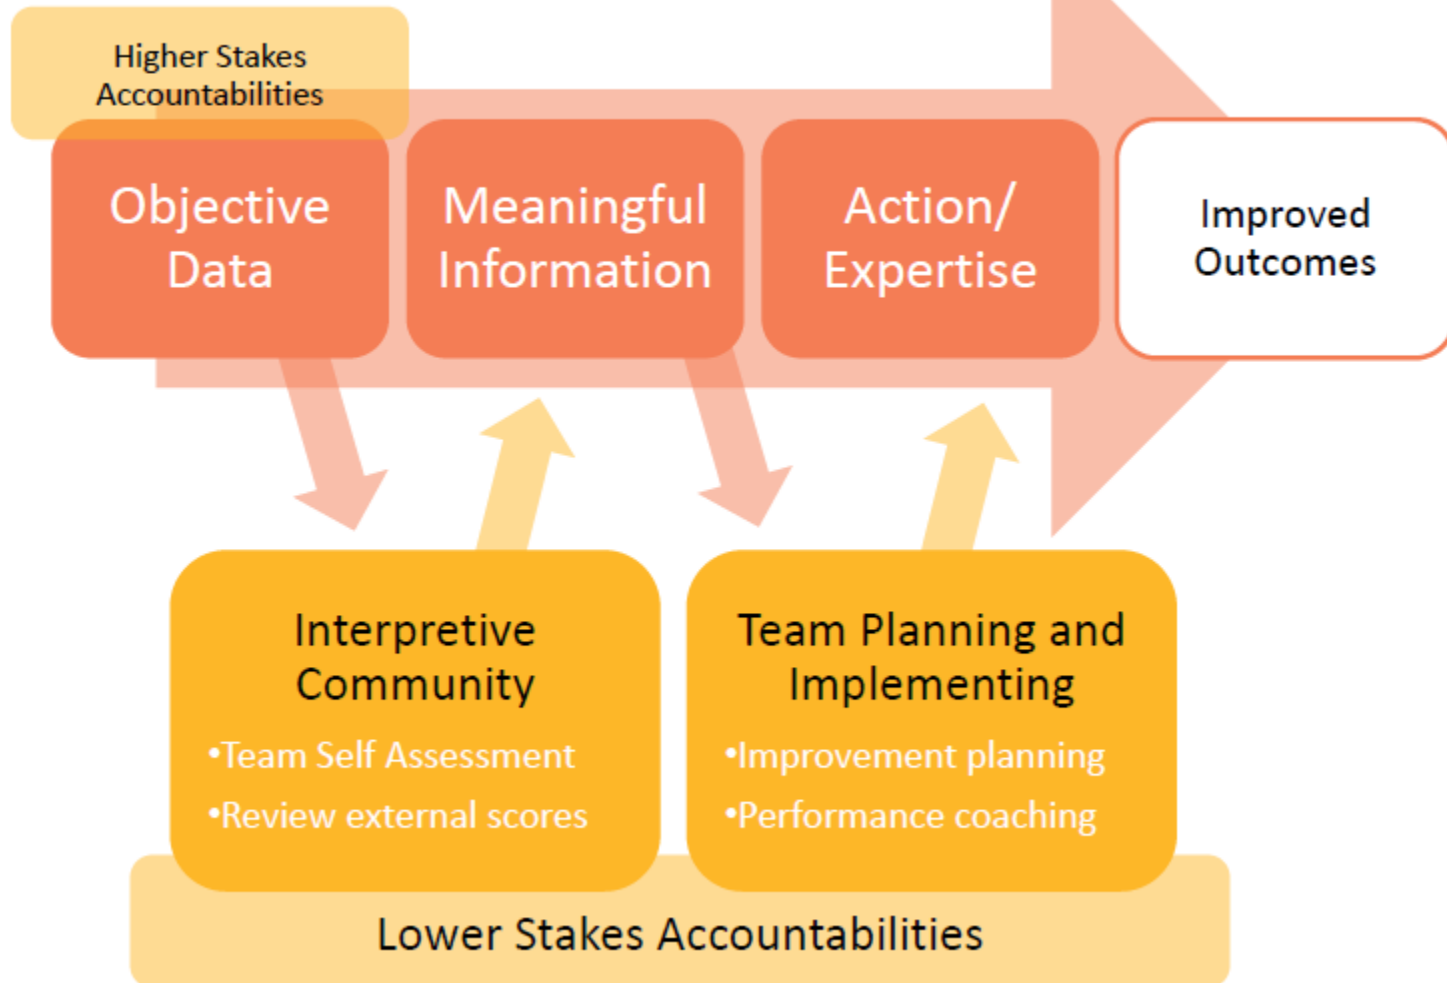 Higher Stakes
Accountabilities
Objective
Data
Meaningful
Information
Action/
Expertise
Improved
Outcomes
Interpretive
Community
•Team Self Assessment
•Review external scores
Team Planning and
Implementing
•Improvement planning
•Performance coaching
Lower Stakes Accountabilities